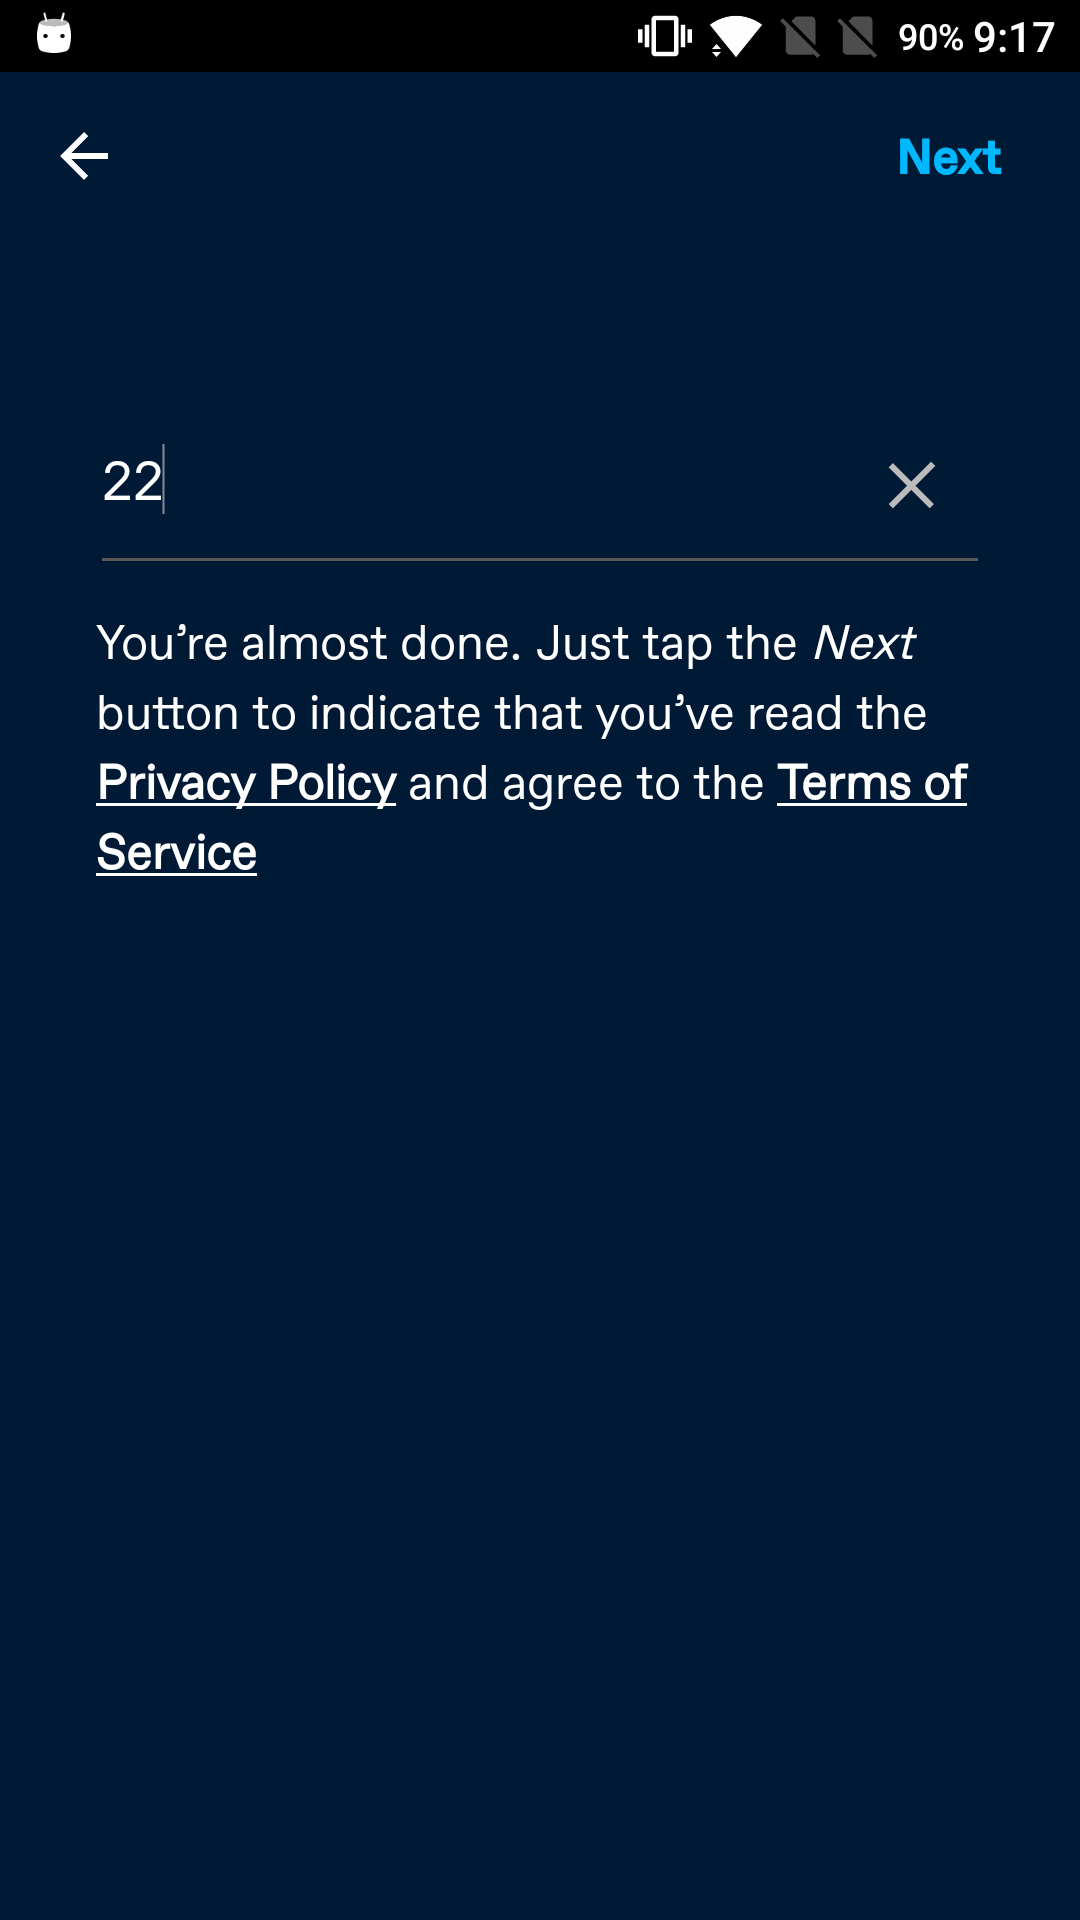 90% 9:17
Next
22
You’re almost done. Just tap the Next
button to indicate that you’ve read the
Privacy Policy and agree to the Terms of
Service